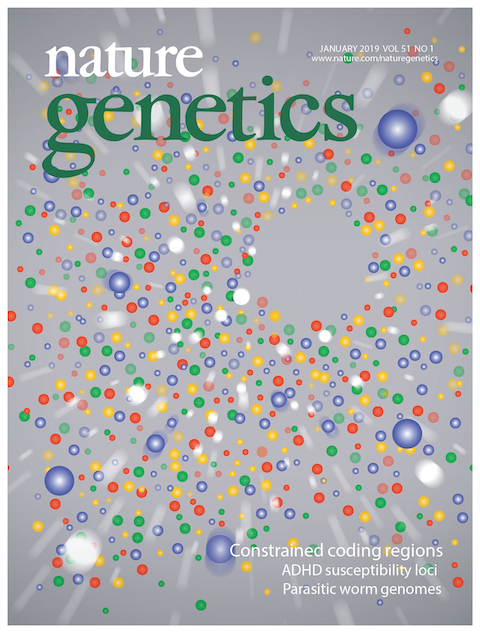 nature
genetics
JANUARY 2019 VOL 51 NO 1
www.nature.com/naturegenetics
Constrained coding regions
ADHD susceptibility loci
Parasitic worm genomes